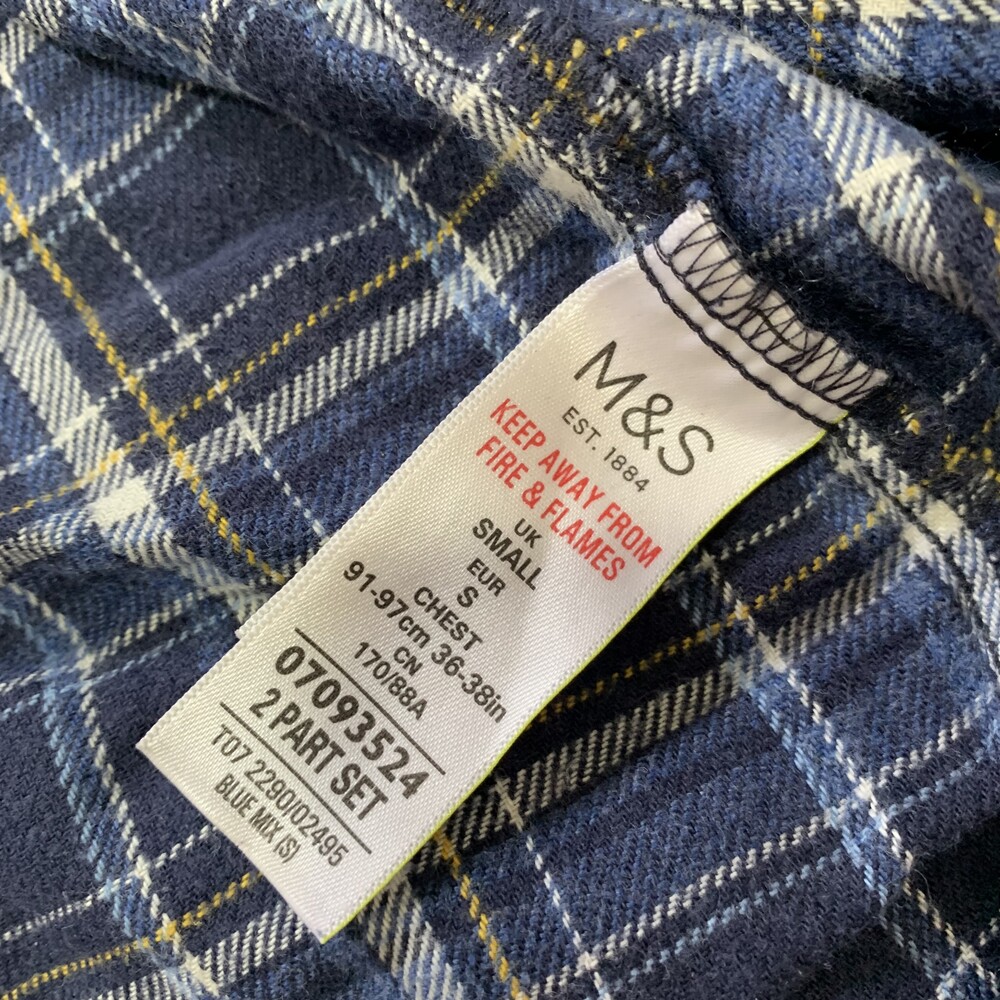 M&S
EST. 1884
KEEP AWAY FROM
FIRE & FLAMES
UK
SMALL
EUR
S
CHEST
91-97cm 36-38in
CN
170/88A
07093524
2 PART SET
T07 2290/02495
BLUE MIX (S)